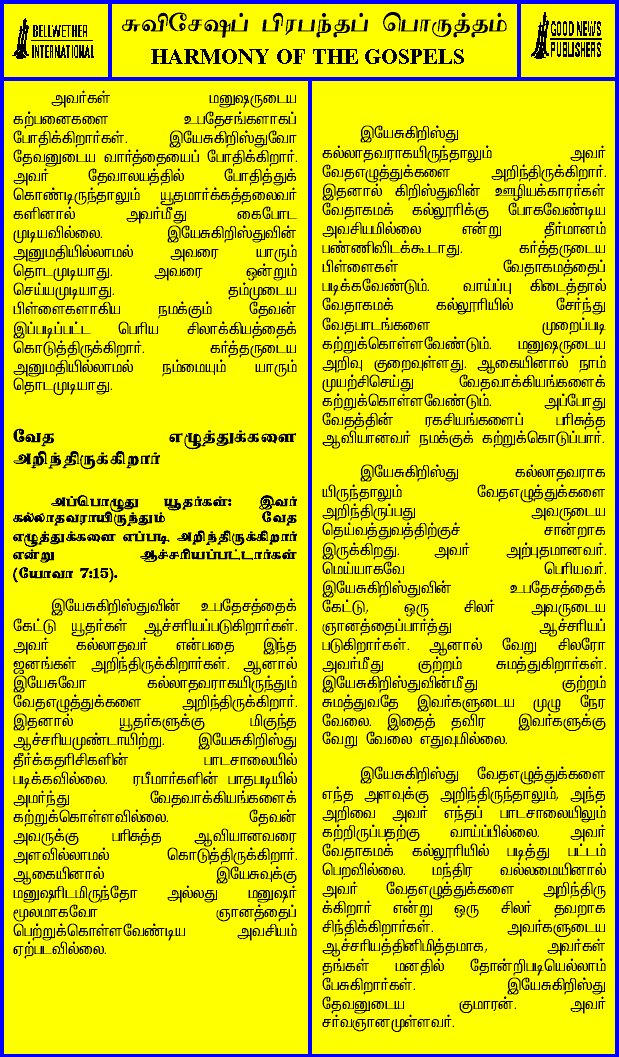 BELLWETHER
INTERNATIONAL
சுவிசேஷப் பிரபந்தப் பொருத்தம்
HARMONY OF THE GOSPELS
GOOD NEWS
PUBLISHERS
அவர்கள் மனுஷருடைய
கற்பனைகளை உபதேசங்களாகப்
போதிக்கிறார்கள். இயேசுகிறிஸ்துவோ
தேவனுடைய வார்த்தையைப் போதிக்கிறார்.
அவர் தேவாலயத்தில் போதித்துக்
கொண்டிருந்தாலும் யூதமார்க்கத்தலைவர்
களினால் அவர்மீது கைபோட
முடியவில்லை. இயேசுகிறிஸ்துவின்
அனுமதியில்லாமல் அவரை யாரும்
தொடமுடியாது. அவரை ஒன்றும்
செய்யமுடியாது. தம்முடைய
பிள்ளைகளாகிய நமக்கும் தேவன்
இப்படிப்பட்ட பெரிய சிலாக்கியத்தைக்
கொடுத்திருக்கிறார். கர்த்தருடைய
அனுமதியில்லாமல் நம்மையும் யாரும்
தொடமுடியாது.
வேத எழுத்துக்களை
அறிந்திருக்கிறார்
அப்பொழுது யூதர்கள்: இவர்
கல்லாதவராயிருந்தும் வேத
எழுத்துக்களை எப்படி அறிந்திருக்கிறார்
என்று ஆச்சரியப்பட்டார்கள்
(யோவா 7:15).
இயேசுகிறிஸ்துவின் உபதேசத்தைக்
கேட்டு யூதர்கள் ஆச்சரியப்படுகிறார்கள்.
அவர் கல்லாதவர் என்பதை இந்த
ஜனங்கள் அறிந்திருக்கிறார்கள். ஆனால்
இயேசுவோ கல்லாதவராகயிருந்தும்
வேதஎழுத்துக்களை அறிந்திருக்கிறார்.
இதனால் யூதர்களுக்கு மிகுந்த
ஆச்சரியமுண்டாயிற்று. இயேசுகிறிஸ்து
தீர்க்கதரிசிகளின் பாடசாலையில்
படிக்கவில்லை. ரபீமார்களின் பாதபடியில்
அமர்ந்து வேதவாக்கியங்களைக்
கற்றுக்கொள்ளவில்லை. தேவன்
அவருக்கு பரிசுத்த ஆவியானவரை
அளவில்லாமல் கொடுத்திருக்கிறார்.
ஆகையினால் இயேசுவுக்கு
மனுஷரிடமிருந்தோ அல்லது மனுஷர்
மூலமாகவோ ஞானத்தைப்
பெற்றுக்கொள்ளவேண்டிய அவசியம்
ஏற்படவில்லை.
இயேசுகிறிஸ்து
கல்லாதவராகயிருந்தாலும் அவர்
வேதஎழுத்துக்களை அறிந்திருக்கிறார்.
இதனால் கிறிஸ்துவின் ஊழியக்காரர்கள்
வேதாகமக் கல்லூரிக்கு போகவேண்டிய
அவசியமில்லை என்று தீர்மானம்
பண்ணிவிடக்கூடாது. கர்த்தருடைய
பிள்ளைகள் வேதாகமத்தைப்
படிக்கவேண்டும். வாய்ப்பு கிடைத்தால்
வேதாகமக் கல்லூரியில் சேர்ந்து
வேதபாடங்களை முறைப்படி
கற்றுக்கொள்ளவேண்டும். மனுஷருடைய
அறிவு குறைவுள்ளது. ஆகையினால் நாம்
முயற்சிசெய்து வேதவாக்கியங்களைக்
கற்றுக்கொள்ளவேண்டும். அப்போது
வேதத்தின் ரகசியங்களைப் பரிசுத்த
ஆவியானவர் நமக்குக் கற்றுக்கொடுப்பார்.
இயேசுகிறிஸ்து கல்லாதவராக
யிருந்தாலும் வேதஎழுத்துக்களை
அறிந்திருப்பது அவருடைய
தெய்வத்துவத்திற்குச் சான்றாக
இருக்கிறது. அவர் அற்புதமானவர்.
மெய்யாகவே பெரியவர்.
இயேசுகிறிஸ்துவின் உபதேசத்தைக்
கேட்டு, ஒரு சிலர் அவருடைய
ஞானத்தைப்பார்த்து ஆச்சரியப்
படுகிறார்கள். ஆனால் வேறு சிலரோ
அவர்மீது குற்றம் சுமத்துகிறார்கள்.
இயேசுகிறிஸ்துவின்மீது குற்றம்
சுமத்துவதே இவர்களுடைய முழு நேர
வேலை. இதைத் தவிர இவர்களுக்கு
வேறு வேலை எதுவுமில்லை.
இயேசுகிறிஸ்து வேதஎழுத்துக்களை
எந்த அளவுக்கு அறிந்திருந்தாலும், அந்த
அறிவை அவர் எந்தப் பாடசாலையிலும்
கற்றிருப்பதற்கு வாய்ப்பில்லை. அவர்
வேதாகமக் கல்லூரியில் படித்து பட்டம்
பெறவில்லை. மந்திர வல்லமையினால்
அவர் வேதஎழுத்துக்களை அறிந்திரு
க்கிறார் என்று ஒரு சிலர் தவறாக
சிந்திக்கிறார்கள். அவர்களுடைய
ஆச்சரியத்தினிமித்தமாக, அவர்கள்
தங்கள் மனதில் தோன்றிபடியெல்லாம்
பேசுகிறார்கள். இயேசுகிறிஸ்து
தேவனுடைய குமாரன். அவர்
சர்வஞானமுள்ளவர்.